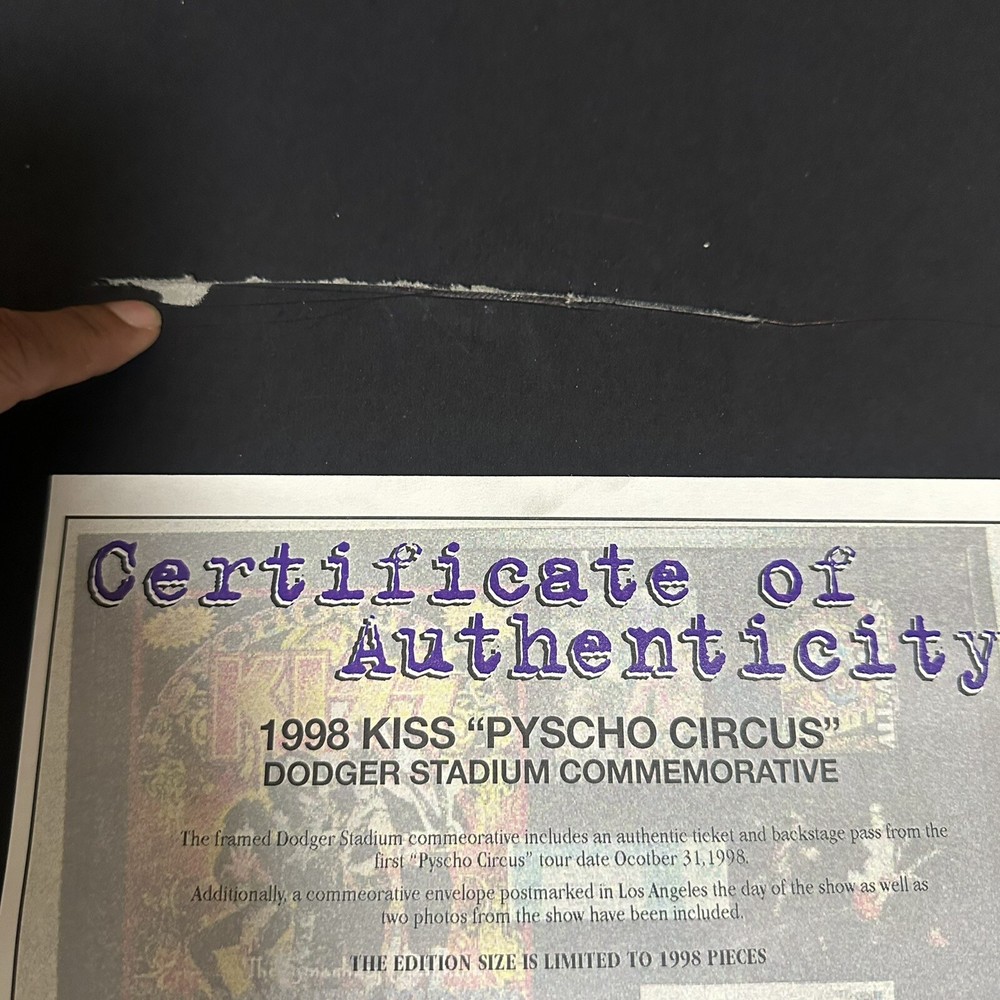 Certificate of
Authenticity
1998 KISS “PYSCHO CIRCUS”
DODGER STADIUM COMMEMORATIVE
The framed Dodger Stadium commeorative includes an authentic ticket and backstage pass from the
first “Pyscho Circus” tour date Ocotber 31,1998.
Additionally, a commeorative envelope postmarked in Los Angeles the day of the show as well as
two photos from the show have been included.
THE EDITION SIZE IS LIMITED TO 1998 PIECES
KISS